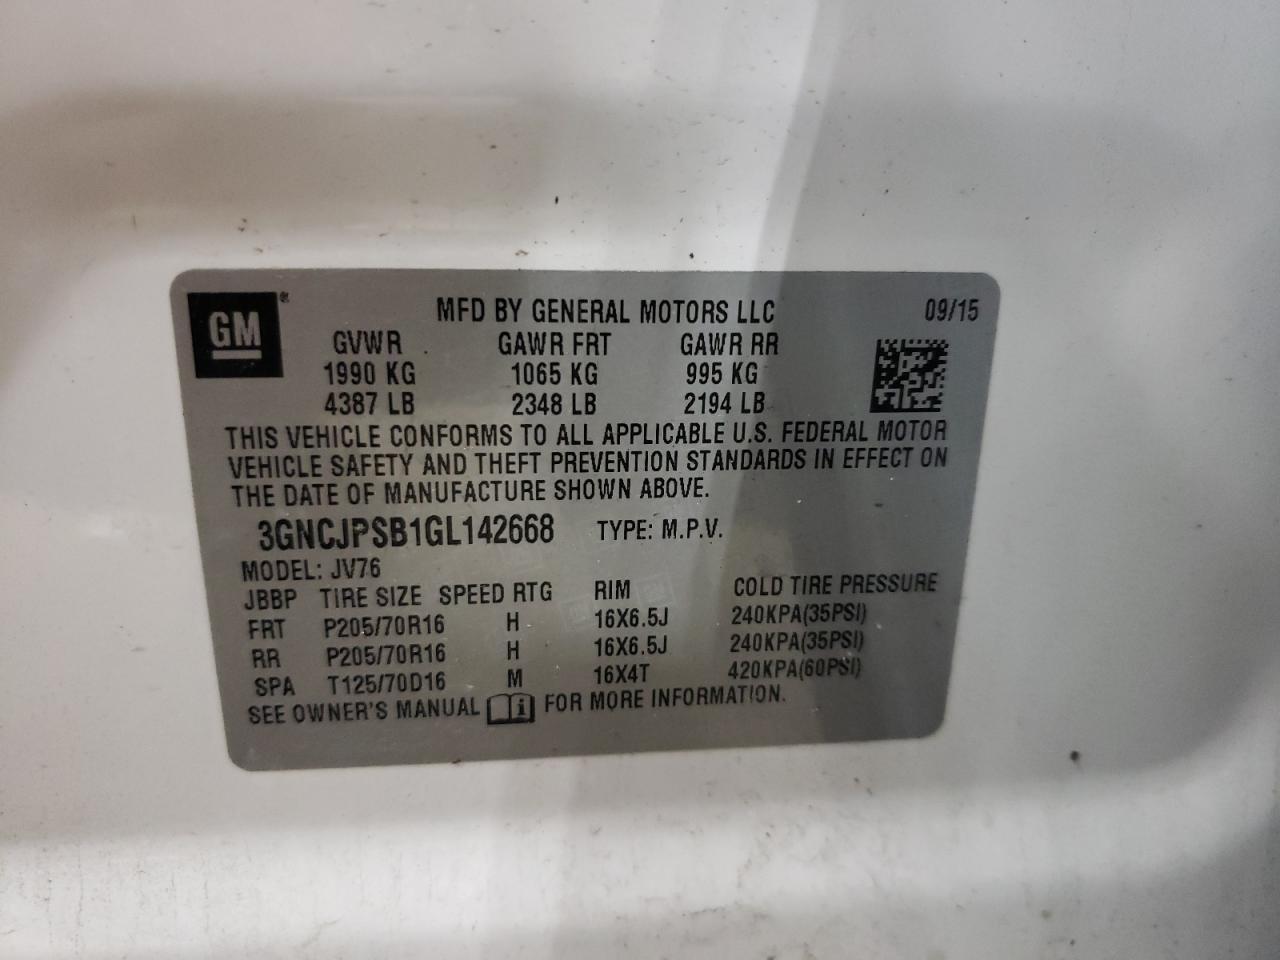 GM ® MFD BY GENERAL MOTORS LLC 09/15
GVWR GAWR FRT GAWR RR
1990 KG 1065 KG 995 KG
4387 LB 2348 LB 2194 LB
THIS VEHICLE CONFORMS TO ALL APPLICABLE U.S. FEDERAL MOTOR
VEHICLE SAFETY AND THEFT PREVENTION STANDARDS IN EFFECT ON
THE DATE OF MANUFACTURE SHOWN ABOVE.
3GNCJPSB1GL142668 TYPE: M.P.V.
MODEL: JV76
JBBP TIRE SIZE SPEED RTG RIM COLD TIRE PRESSURE
FRT P205/70R16 H 16X6.5J 240KPA(35PSI)
RR P205/70R16 H 16X6.5J 240KPA(35PSI)
SPA T125/70D16 M 16X4T 420KPA(60PSI)
SEE OWNER'S MANUAL i FOR MORE INFORMATION.